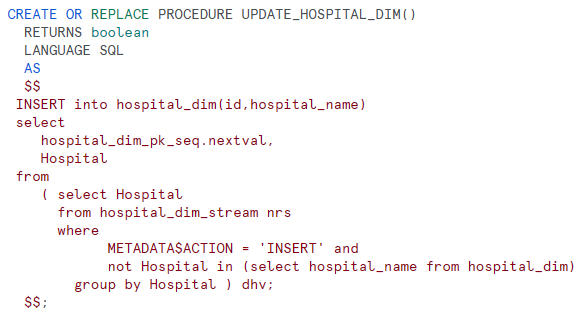 CREATE OR REPLACE PROCEDURE UPDATE_HOSPITAL_DIM()
RETURNS boolean
LANGUAGE SQL
AS
$$
INSERT into hospital_dim(id,hospital_name)
select
hospital_dim_pk_seq.nextval,
Hospital
from
( select Hospital
from hospital_dim_stream nrs
where
METADATA$ACTION = 'INSERT' and
not Hospital in (select hospital_name from hospital_dim)
group by Hospital ) dhv;
$$;